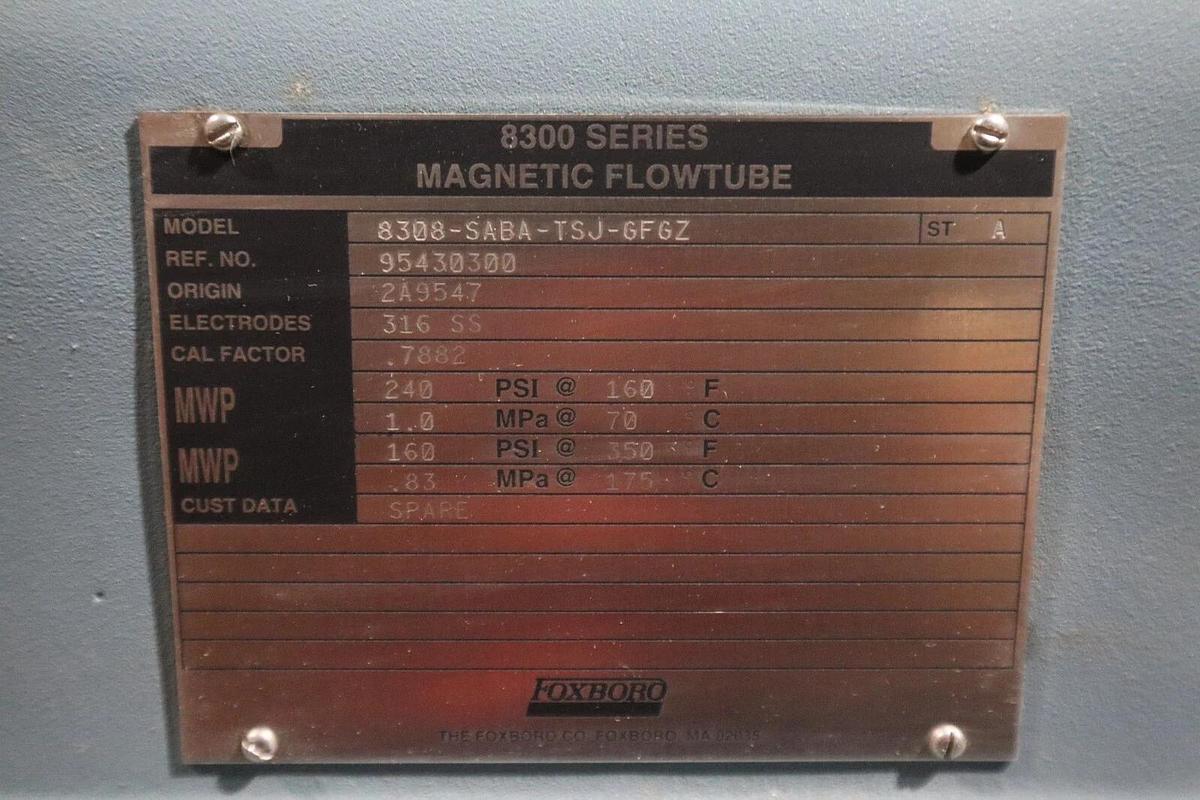 8300 SERIES
MAGNETIC FLOWTUBE
MODEL 8308-SABA-TSJ-GFGZ ST A
REF. NO. 95430300
ORIGIN 2A9547
ELECTRODES 316 SS
CAL FACTOR .7882
MWP 240 PSI @ 160 °F
1.0 MPa @ 70 °C
MWP 160 PSI @ 350 °F
.83 MPa @ 175 °C
CUST DATA SPARE
FOXBORO
THE FOXBORO CO. FOXBORO, MA 02035